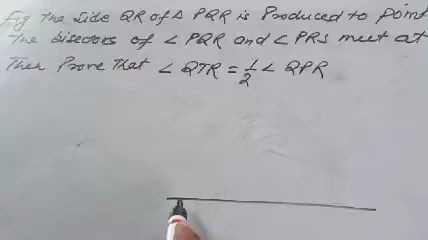 Fig the Side QR of △ PQR is Produced to point
the bisectors of ∠ PQR and ∠ PRS meet at
Then Prove that ∠ QTR = 1/2 ∠ QPR